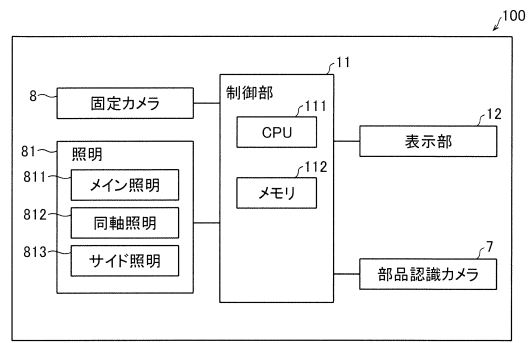 100
11
8
固定カメラ
制御部
111
CPU
12
表示部
81
照明
811
メイン照明
112
メモリ
812
同軸照明
813
サイド照明
7
部品認識カメラ